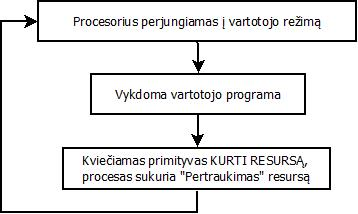 Procesorius perjungiamas į vartotojo režimą
Vykdoma vartotojo programa
Kviečiamas primityvas KURTI RESURSĄ,
procesas sukuria "Pertraukimas" resursą